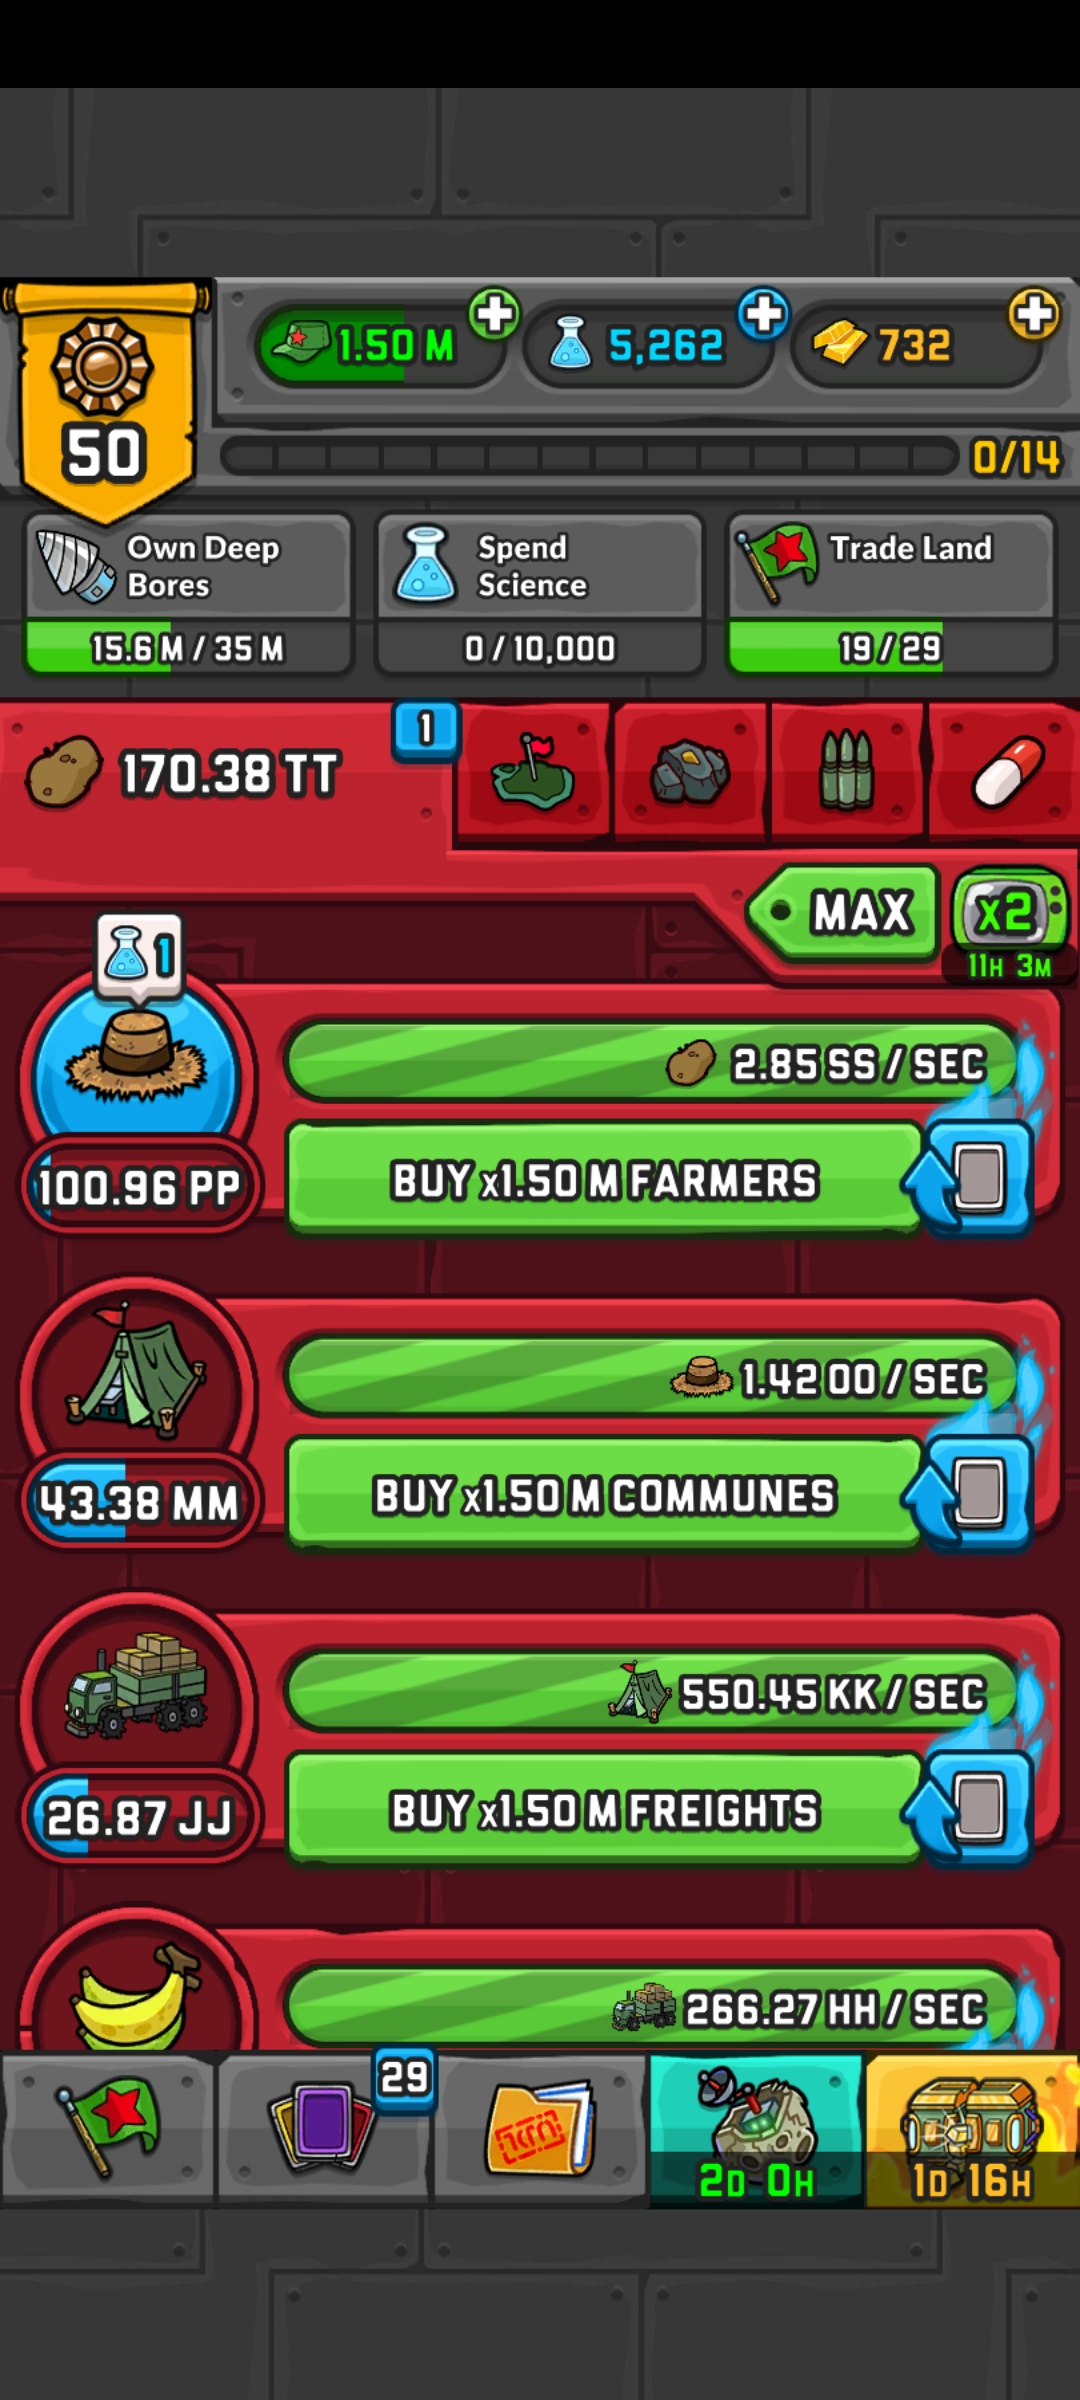 50
1.50 M
5,262
732
0/14
Own Deep
Bores
15.6 M / 35 M
Spend
Science
0 / 10,000
Trade Land
19 / 29
170.38 TT
1
MAX
x2
11H 3M
1
2.85 SS / SEC
100.96 PP
BUY x1.50 M FARMERS
1.42 OO / SEC
43.38 MM
BUY x1.50 M COMMUNES
550.45 KK / SEC
26.87 JJ
BUY x1.50 M FREIGHTS
266.27 HH / SEC
29
2D 0H
1D 16H